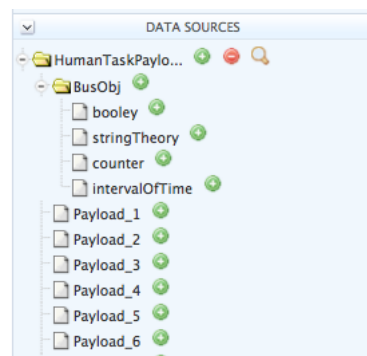 DATA SOURCES
HumanTaskPaylo...
BusObj
booley
stringTheory
counter
intervalOfTime
Payload_1
Payload_2
Payload_3
Payload_4
Payload_5
Payload_6